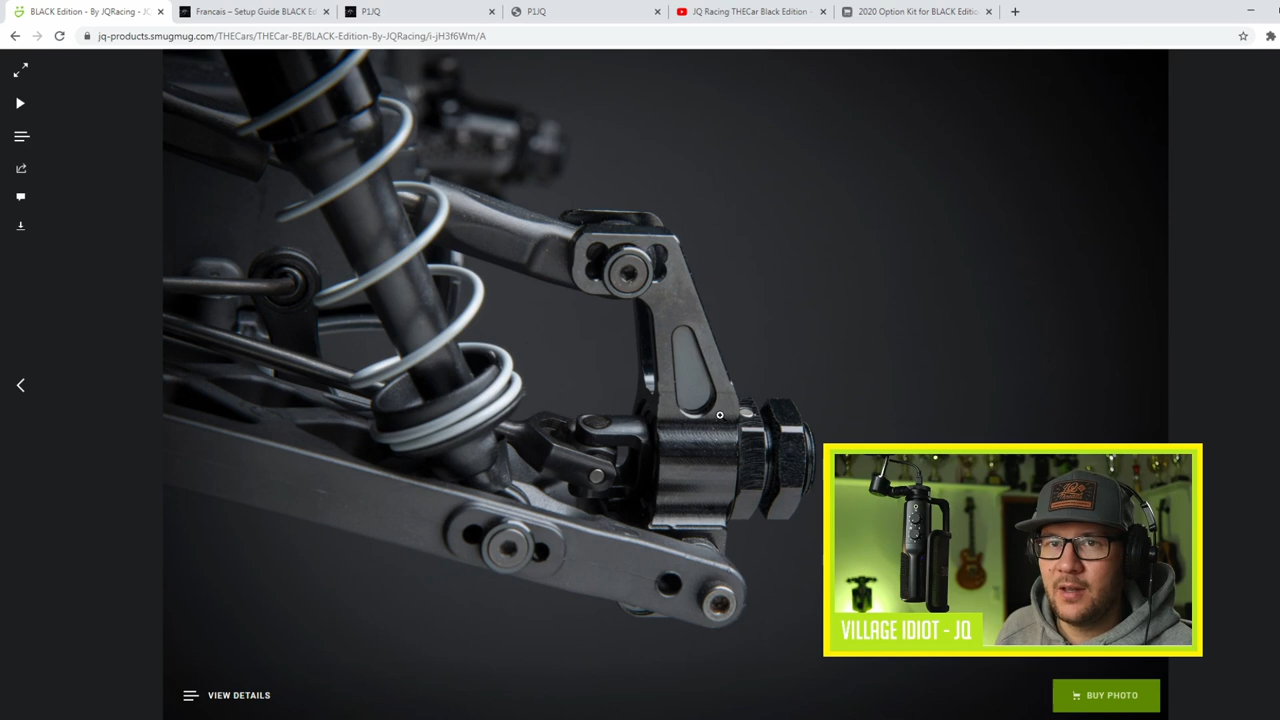 BLACK Edition - By JQRacing - JC
Francais – Setup Guide BLACK Ed
P1JQ
P1JQ
JQ Racing THECar Black Edition -
2020 Option Kit for BLACK Editio
jq-products.smugmug.com/THECars/THECar-BE/BLACK-Edition-By-JQRacing/i-jH3f6Wm/A
VILLAGE IDIOT - JQ
VIEW DETAILS
BUY PHOTO